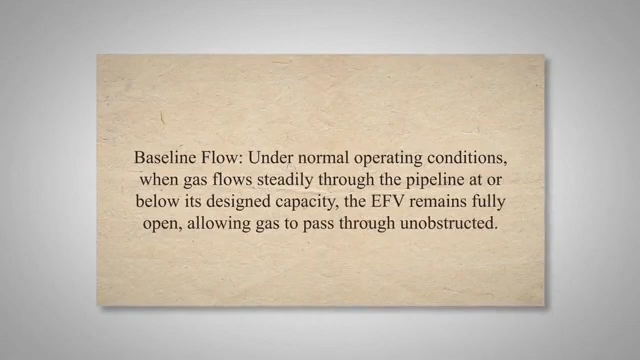 Baseline Flow: Under normal operating conditions,
when gas flows steadily through the pipeline at or
below its designed capacity, the EFV remains fully
open, allowing gas to pass through unobstructed.